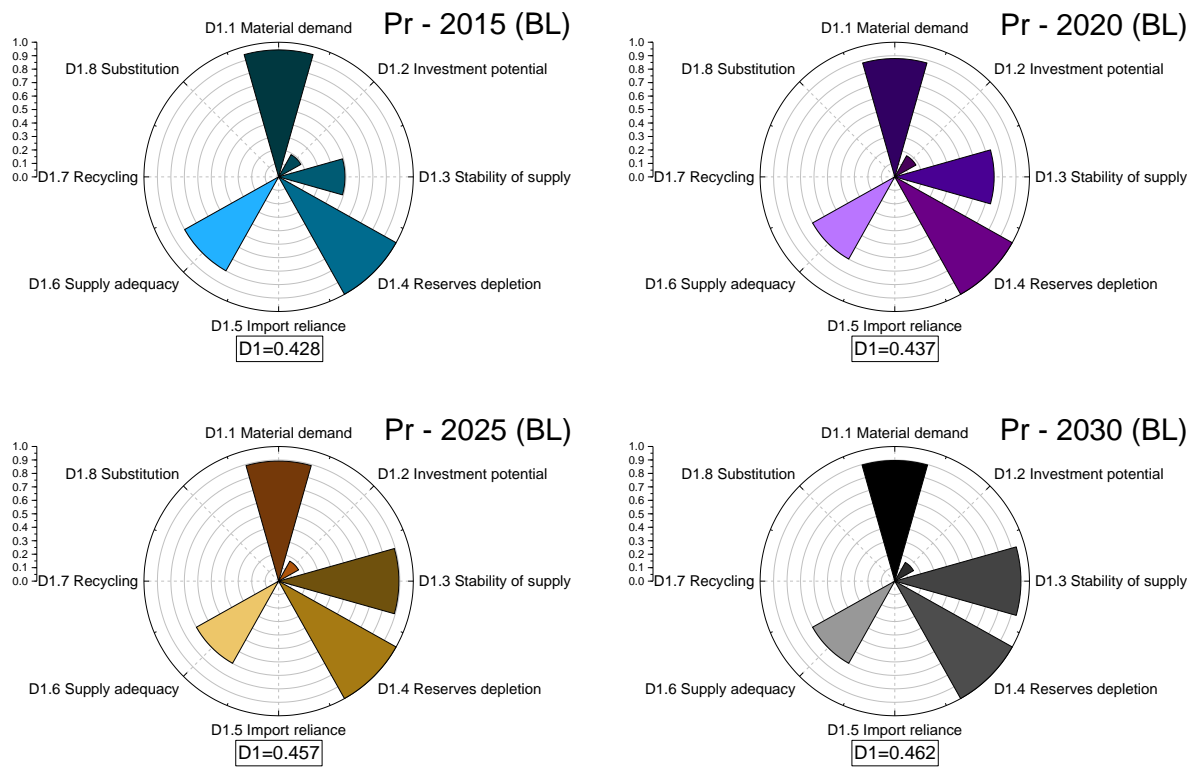 Pr - 2015 (BL)
D1.1 Material demand
D1.8 Substitution
D1.2 Investment potential
1.0
0.9
0.8
0.7
0.6
0.5
0.4
0.3
0.2
0.1
0.0
D1.7 Recycling
D1.3 Stability of supply
D1.6 Supply adequacy
D1.4 Reserves depletion
D1.5 Import reliance
D1=0.428
Pr - 2020 (BL)
D1.1 Material demand
D1.8 Substitution
D1.2 Investment potential
1.0
0.9
0.8
0.7
0.6
0.5
0.4
0.3
0.2
0.1
0.0
D1.7 Recycling
D1.3 Stability of supply
D1.6 Supply adequacy
D1.4 Reserves depletion
D1.5 Import reliance
D1=0.437
Pr - 2025 (BL)
D1.1 Material demand
D1.8 Substitution
D1.2 Investment potential
1.0
0.9
0.8
0.7
0.6
0.5
0.4
0.3
0.2
0.1
0.0
D1.7 Recycling
D1.3 Stability of supply
D1.6 Supply adequacy
D1.4 Reserves depletion
D1.5 Import reliance
D1=0.457
Pr - 2030 (BL)
D1.1 Material demand
D1.8 Substitution
D1.2 Investment potential
1.0
0.9
0.8
0.7
0.6
0.5
0.4
0.3
0.2
0.1
0.0
D1.7 Recycling
D1.3 Stability of supply
D1.6 Supply adequacy
D1.4 Reserves depletion
D1.5 Import reliance
D1=0.462